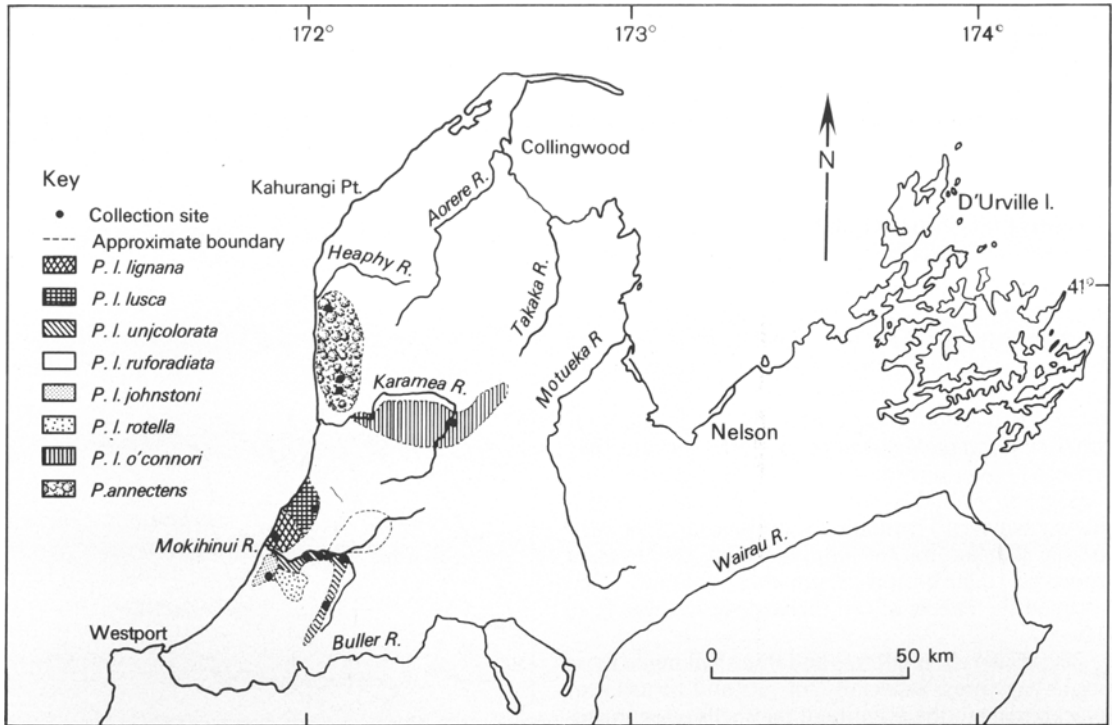 172°
173°
174°
Collingwood
N
Key
Kahurangi Pt.
Aorere R.
D'Urville I.
Collection site
Approximate boundary
Heaphy R.
P. l. lignana
41°
P. l. lusca
Takaka R.
P. l. unjcolorata
P. l. ruforadiata
Motueka R
P. l. johnstoni
Karamea R.
P. l. rotella
Nelson
P. l. o'connori
P. annectens
Mokihinui R.
Wairau R.
Westport
Buller R.
0 50 km